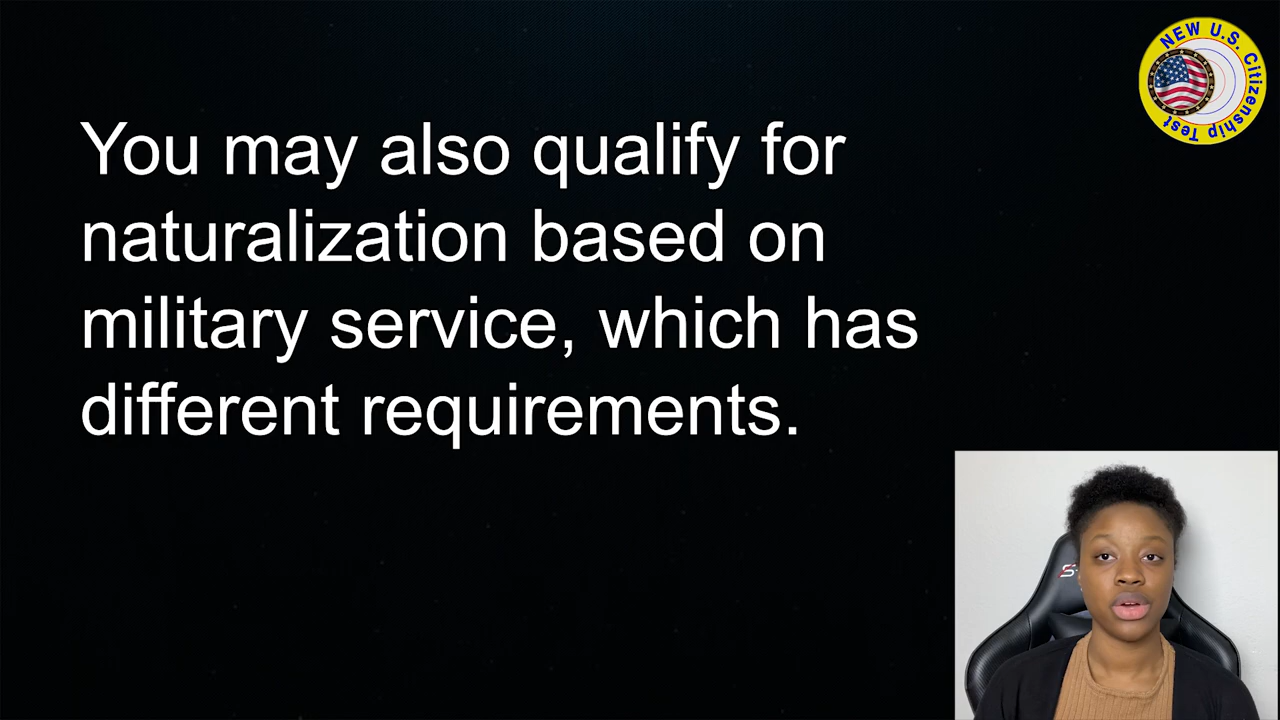 You may also qualify for
naturalization based on
military service, which has
different requirements.
NEW U.S. Citizenship Test